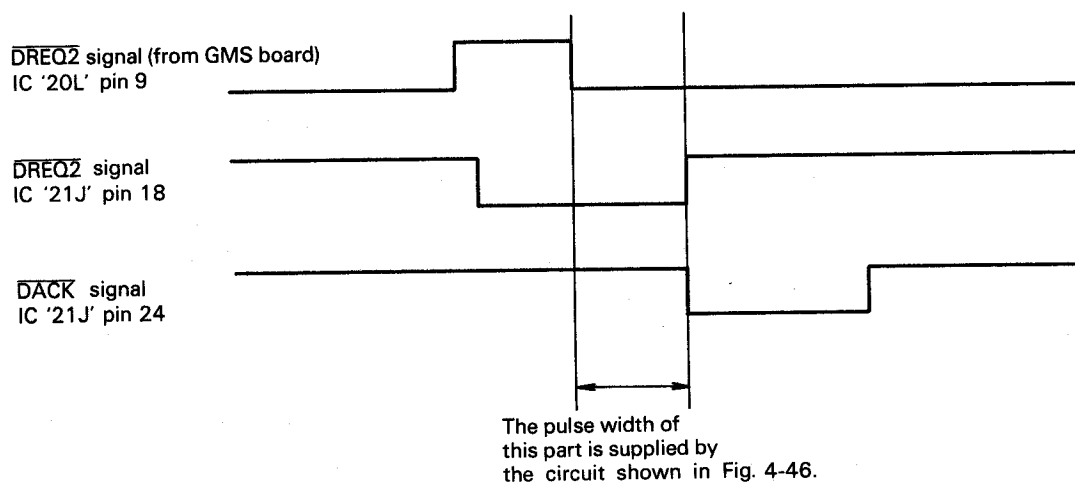 DREQ2 signal (from GMS board)
IC '20L' pin 9
DREQ2 signal
IC '21J' pin 18
DACK signal
IC '21J' pin 24
The pulse width of
this part is supplied by
the circuit shown in Fig. 4-46.